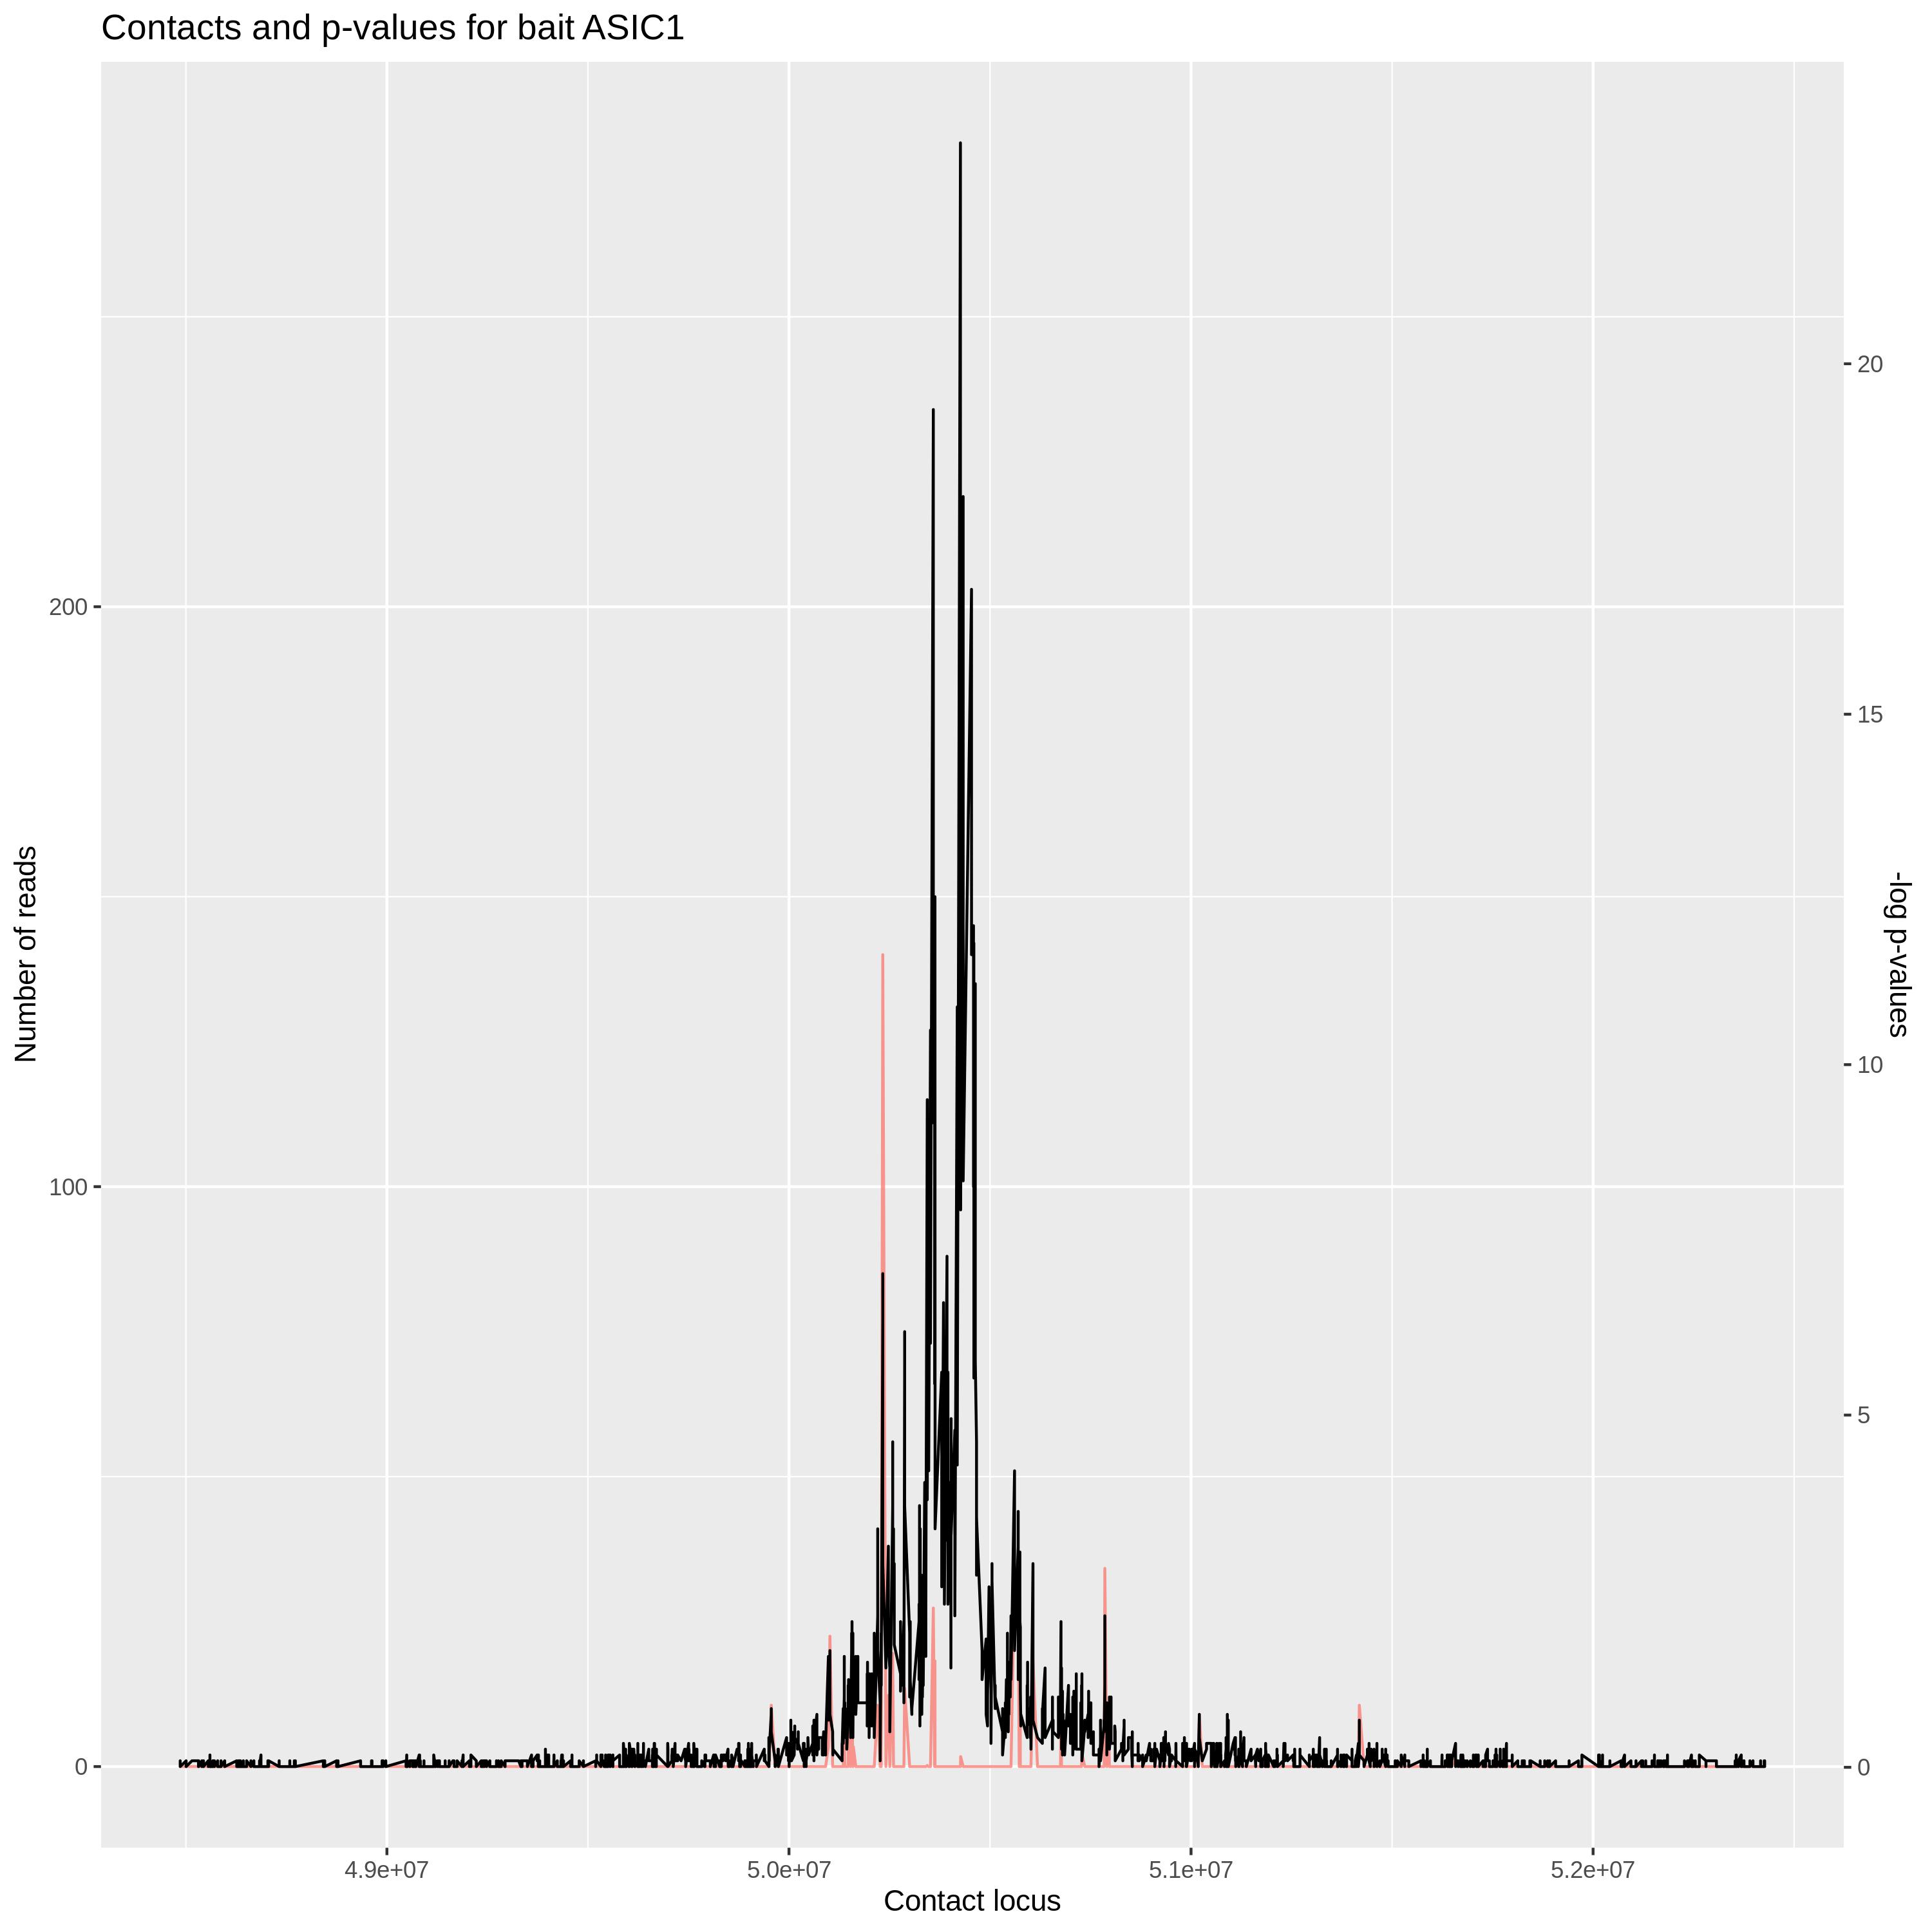 Contacts and p-values for bait ASIC1
Number of reads
200
100
0
20
15
10
5
0
-log p-values
4.9e+07
5.0e+07
5.1e+07
5.2e+07
Contact locus